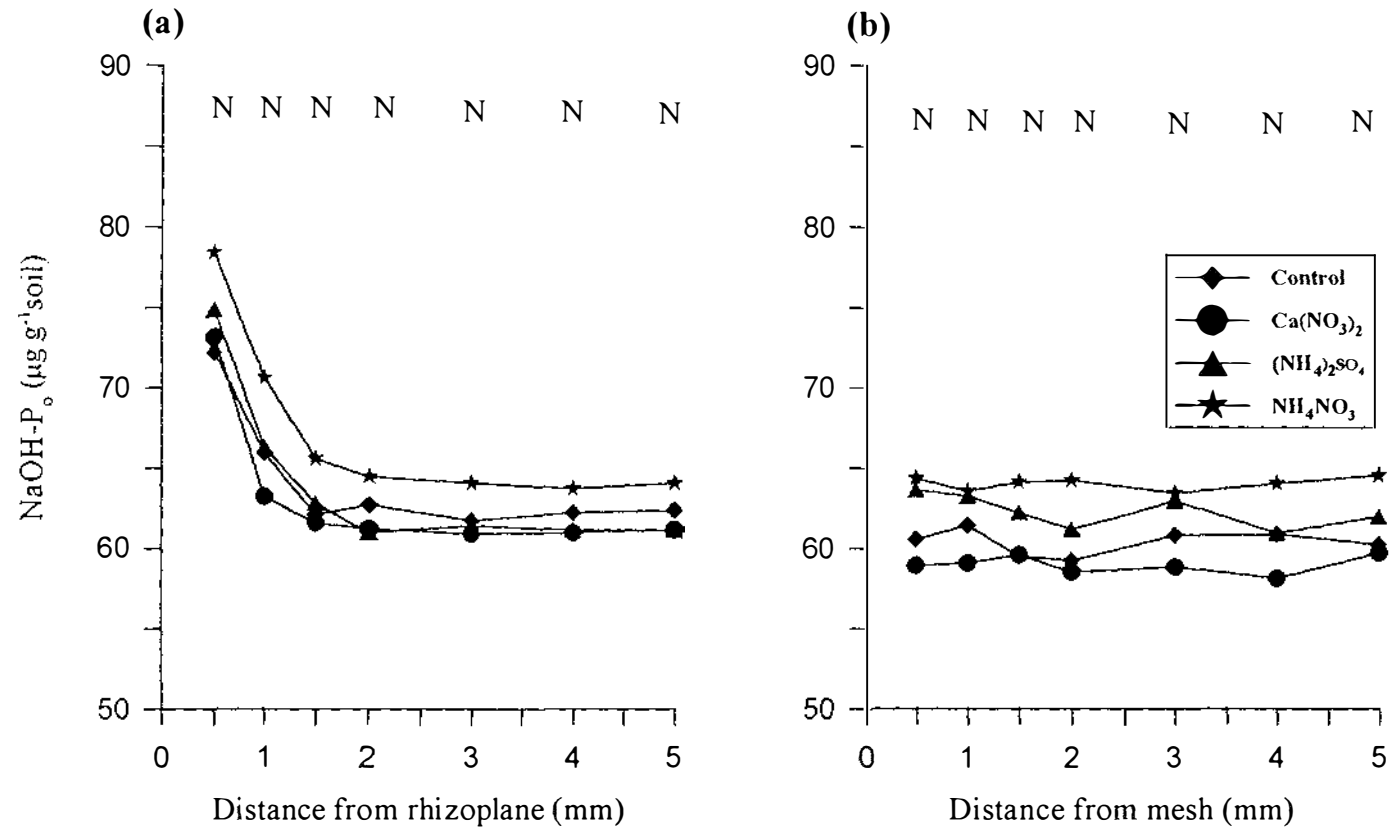 (a)
NaOH-Pₒ (µg g⁻¹soil)
90
80
70
60
50
N N N N N N N
0 1 2 3 4 5
Distance from rhizoplane (mm)
(b)
90
80
70
60
50
N N N N N N N
Control
Ca(NO₃)₂
(NH₄)₂SO₄
NH₄NO₃
0 1 2 3 4 5
Distance from mesh (mm)